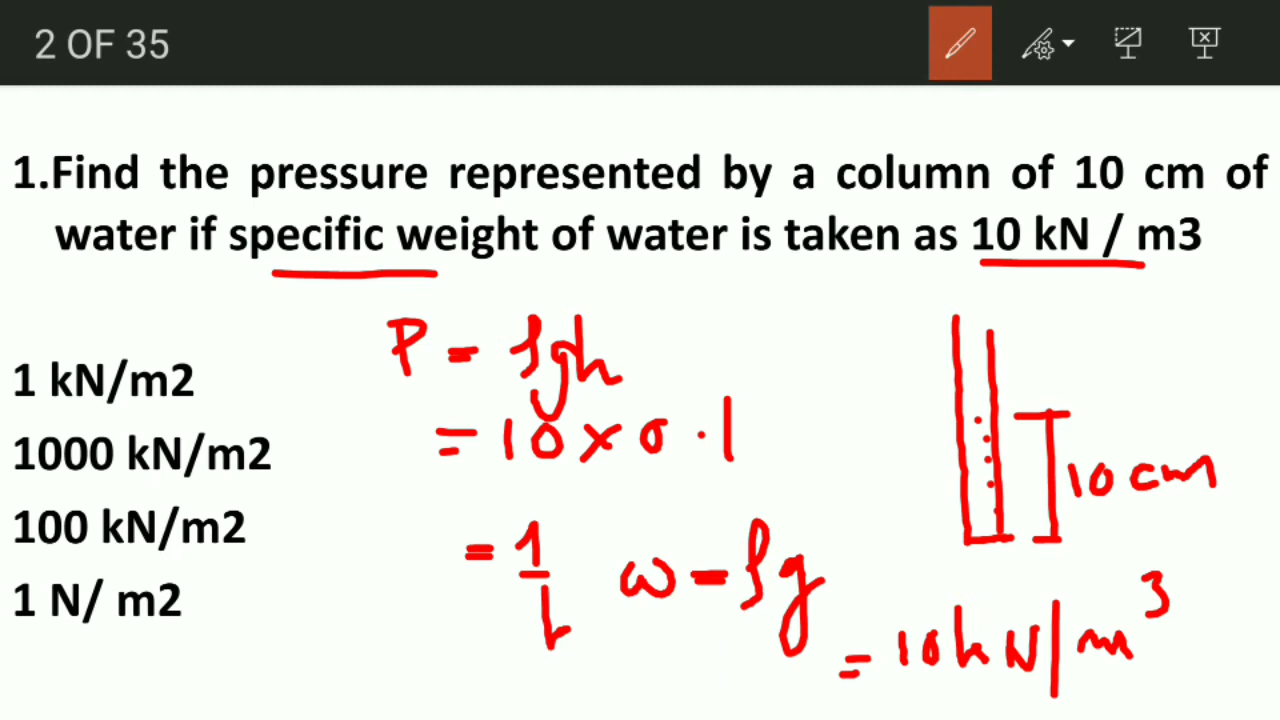 2 OF 35
1.Find the pressure represented by a column of 10 cm of
water if specific weight of water is taken as 10 kN / m3
1 kN/m2
1000 kN/m2
100 kN/m2
1 N/ m2
P = ρgh
= 10 × 0.1
= 1
ω = ρg
= 10 kN/m³
10 cm